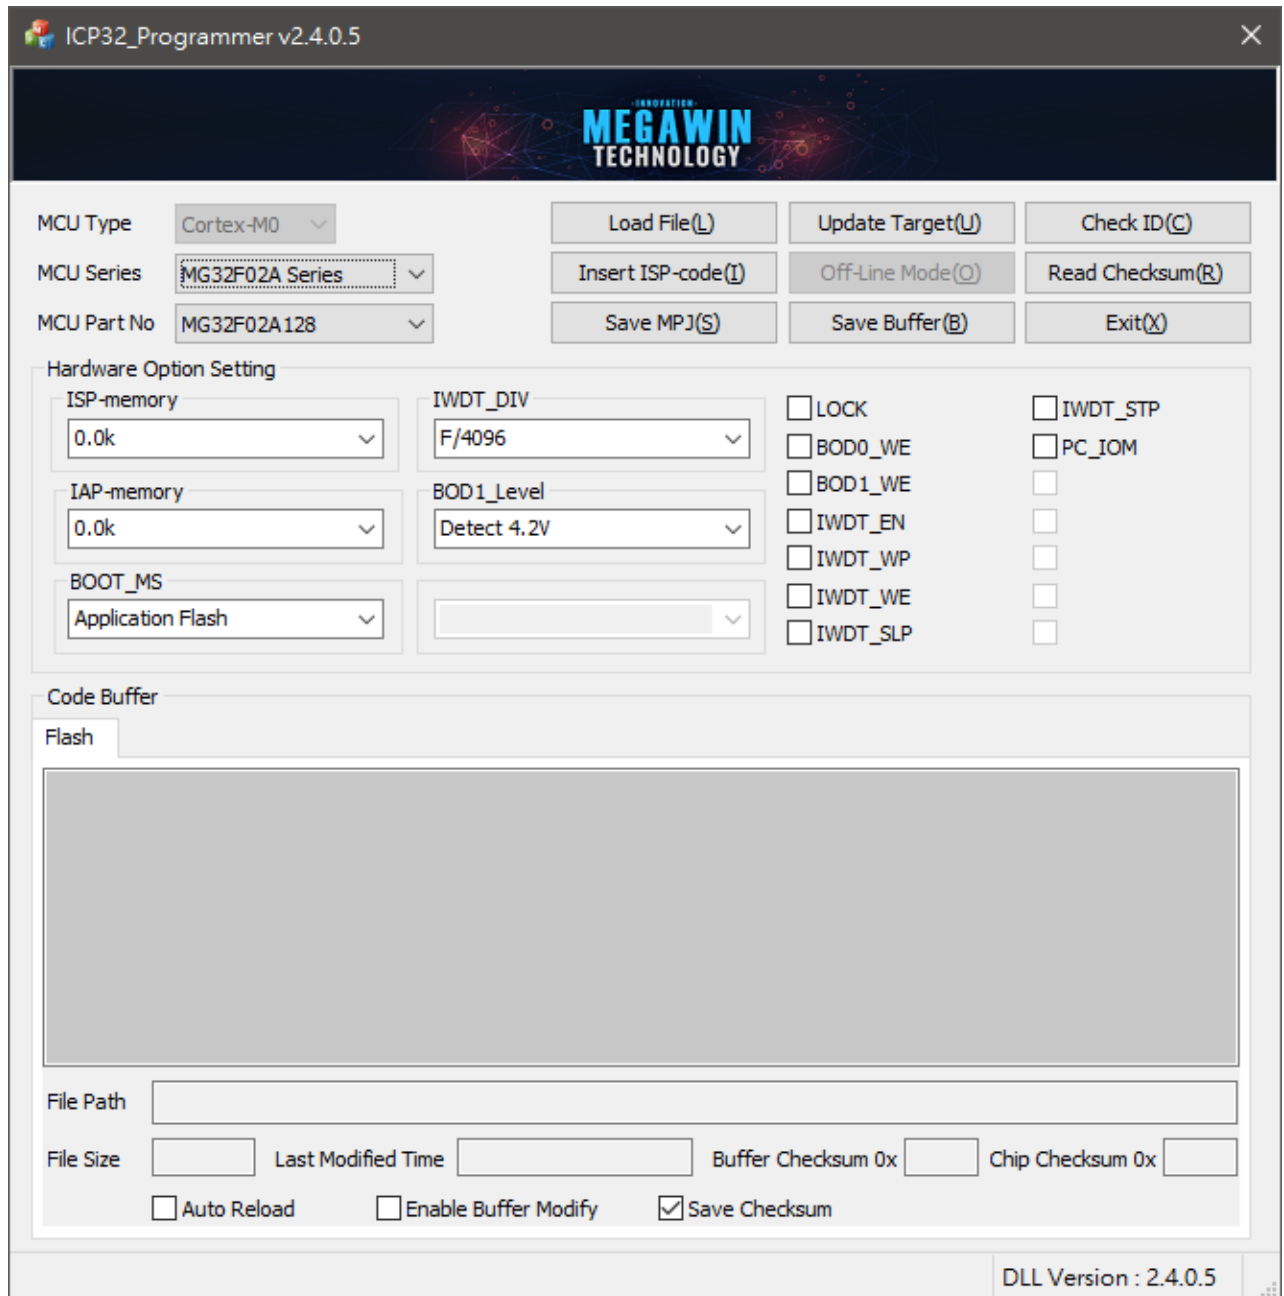 ICP32_Programmer v2.4.0.5
-INNOVATION-
MEGAWIN
TECHNOLOGY
MCU Type Cortex-M0 Load File(L) Update Target(U) Check ID(C)
MCU Series MG32F02A Series Insert ISP-code(I) Off-Line Mode(O) Read Checksum(R)
MCU Part No MG32F02A128 Save MPJ(S) Save Buffer(B) Exit(X)
Hardware Option Setting
ISP-memory IWDT_DIV LOCK IWDT_STP
0.0k F/4096 BOD0_WE PC_IOM
IAP-memory BOD1_Level BOD1_WE
0.0k Detect 4.2V IWDT_EN
IWDT_WP
BOOT_MS IWDT_WE
Application Flash IWDT_SLP
Code Buffer
Flash
File Path
File Size Last Modified Time Buffer Checksum 0x Chip Checksum 0x
Auto Reload Enable Buffer Modify Save Checksum
DLL Version : 2.4.0.5